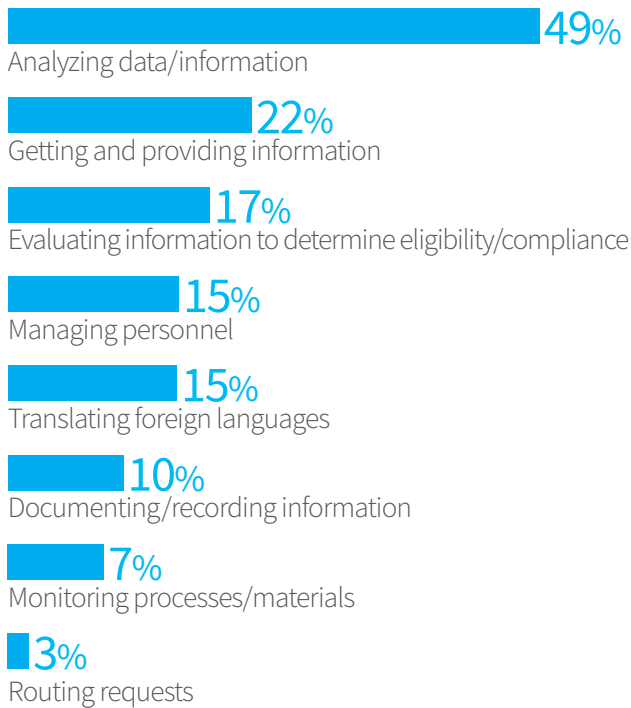 49%
Analyzing data/information
22%
Getting and providing information
17%
Evaluating information to determine eligibility/compliance
15%
Managing personnel
15%
Translating foreign languages
10%
Documenting/recording information
7%
Monitoring processes/materials
3%
Routing requests